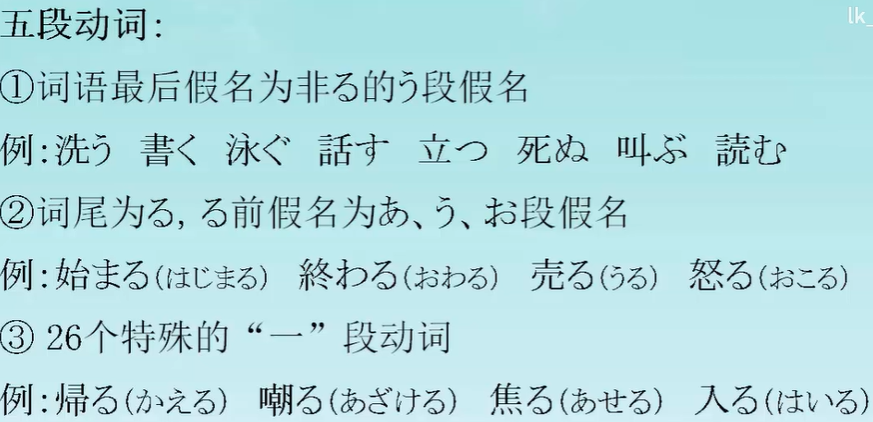 五段动词： lk_
①词语最后假名为非る的う段假名
例：洗う 書く 泳ぐ 話す 立つ 死ぬ 叫ぶ 読む
②词尾为る，る前假名为あ、う、お段假名
例：始まる（はじまる） 終わる（おわる） 売る（うる） 怒る（おこる）
③ 26个特殊的“一”段动词
例：帰る（かえる） 嘲る（あざける） 焦る（あせる） 入る（はいる）